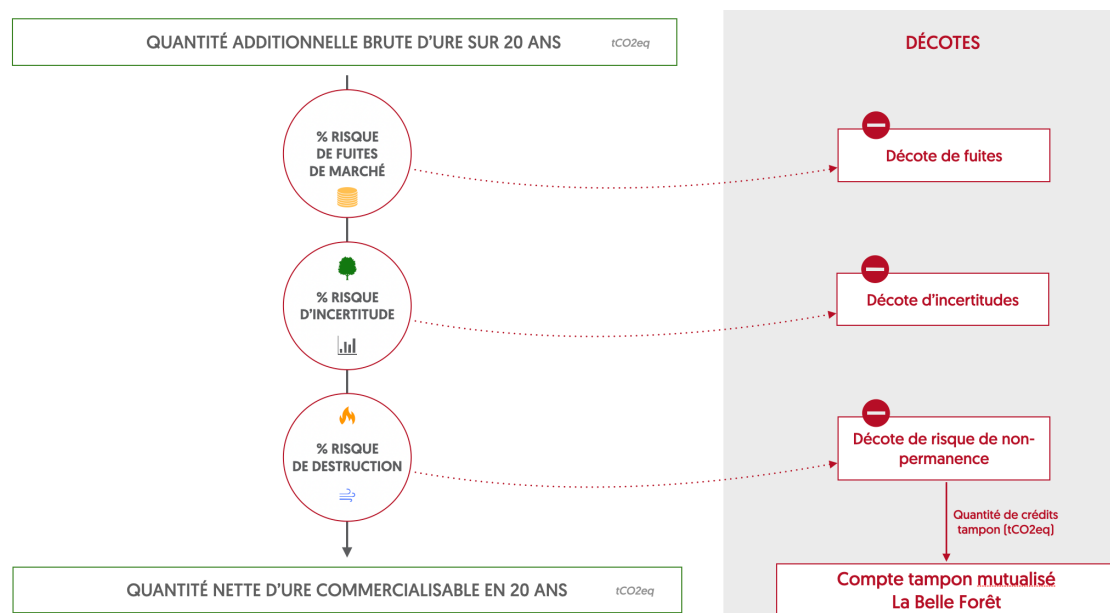 QUANTITÉ ADDITIONNELLE BRUTE D'URE SUR 20 ANS tCO2eq
DÉCOTES
% RISQUE
DE FUITES
DE MARCHÉ
Décote de fuites
% RISQUE
D'INCERTITUDE
Décote d'incertitudes
% RISQUE
DE DESTRUCTION
Décote de risque de non-
permanence
Quantité de crédits
tampon (tCO2eq)
QUANTITÉ NETTE D'URE COMMERCIALISABLE EN 20 ANS tCO2eq
Compte tampon mutualisé
La Belle Forêt